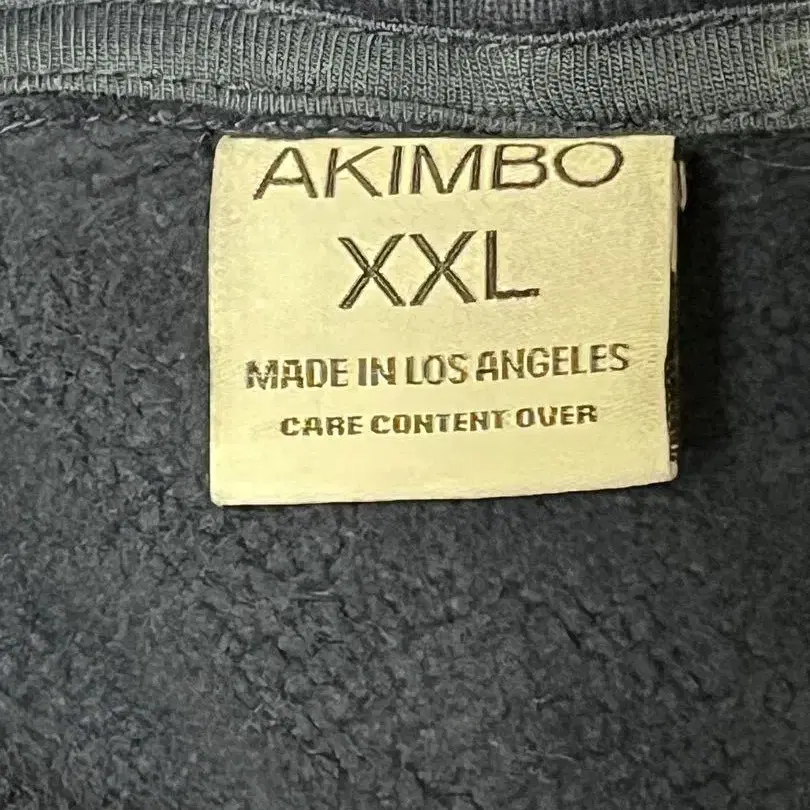 AKIMBO
XXL
MADE IN LOS ANGELES
CARE CONTENT OVER